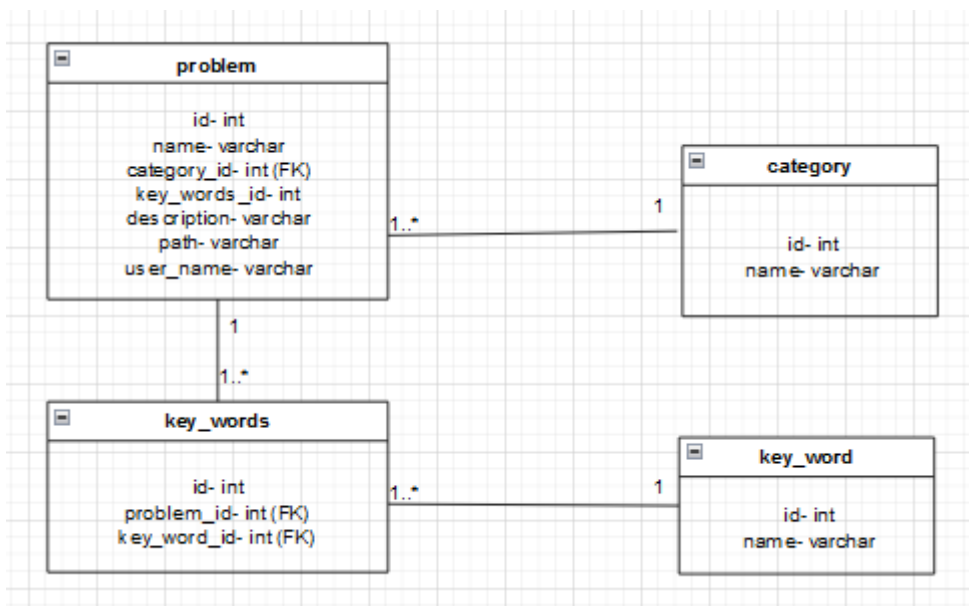 problem
id- int
name- varchar
category_id- int (FK)
key_words_id- int
description- varchar
path- varchar
user_name- varchar
1..*
1
category
id- int
name- varchar
1
1..*
key_words
id- int
problem_id- int (FK)
key_word_id- int (FK)
1..*
1
key_word
id- int
name- varchar